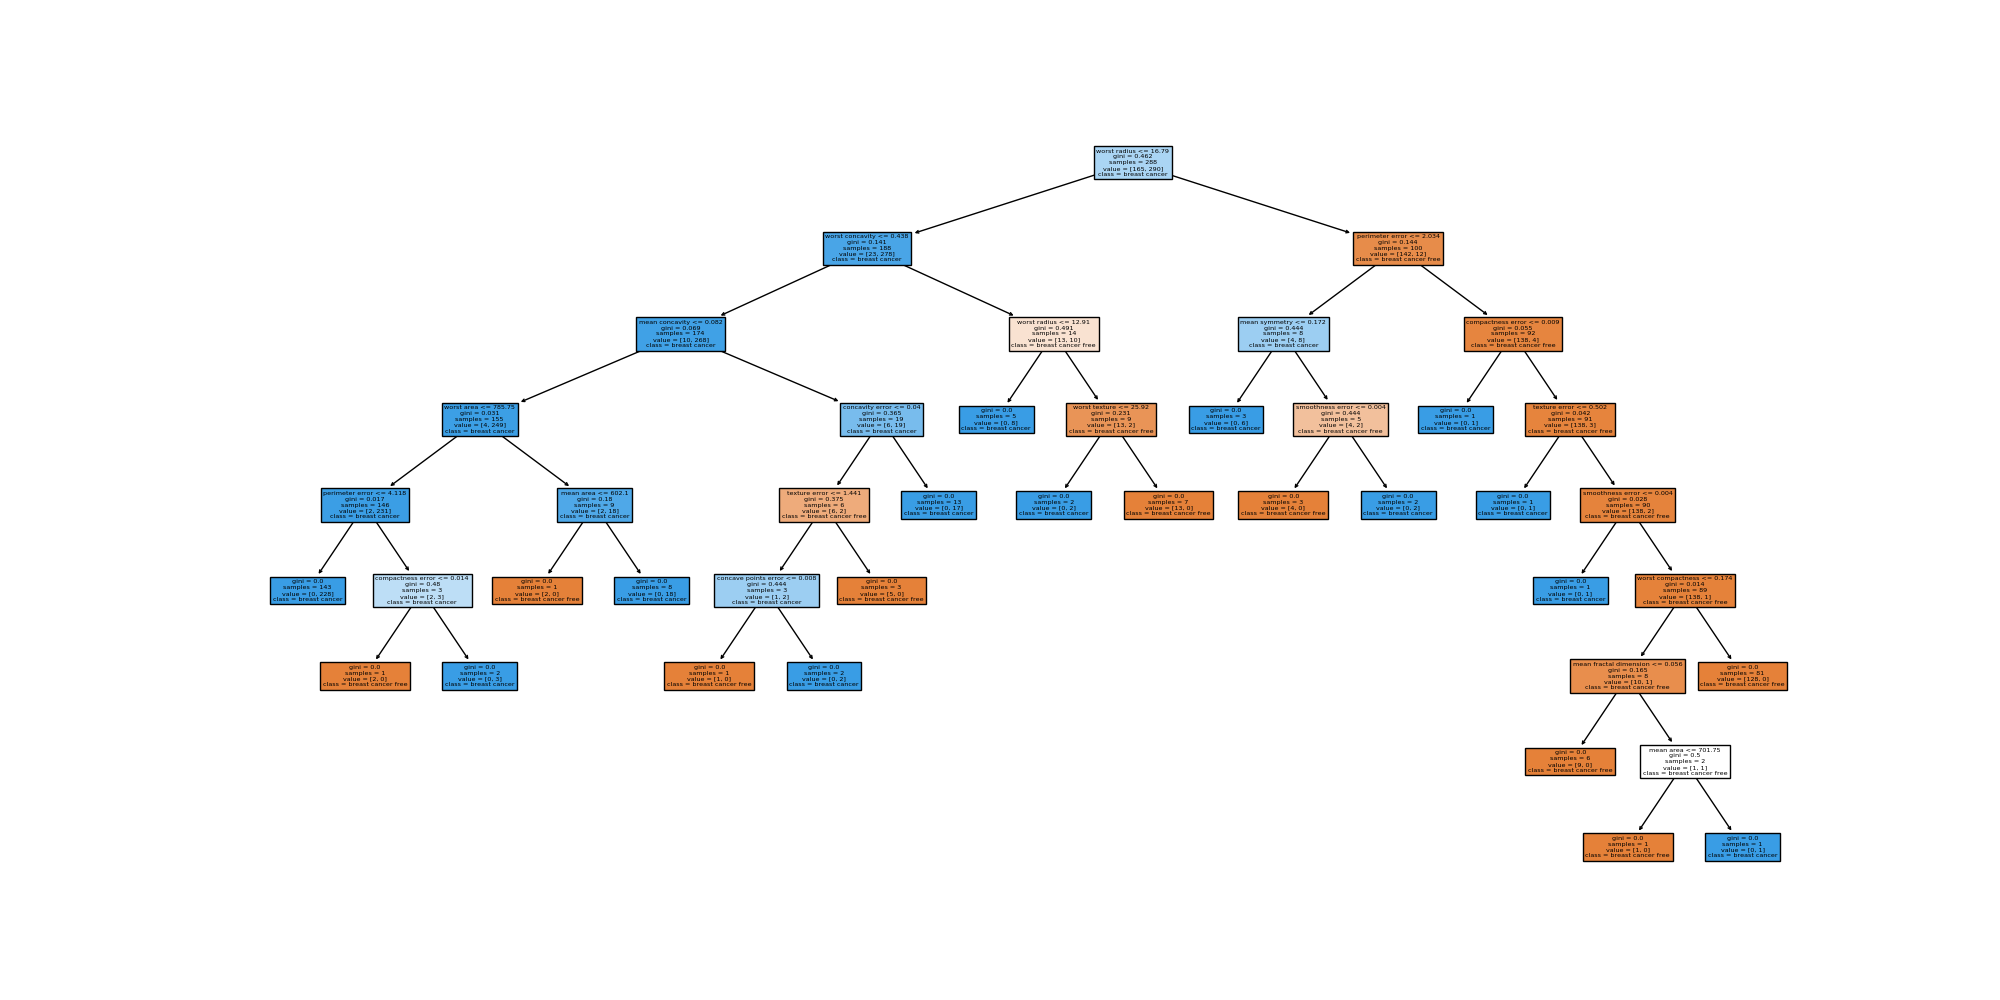 worst radius <= 16.79
gini = 0.462
samples = 288
value = [165, 290]
class = breast cancer
worst concavity <= 0.438
gini = 0.141
samples = 188
value = [23, 278]
class = breast cancer
perimeter error <= 2.034
gini = 0.144
samples = 100
value = [142, 12]
class = breast cancer free
mean concavity <= 0.082
gini = 0.069
samples = 174
value = [10, 268]
class = breast cancer
worst radius <= 12.91
gini = 0.491
samples = 14
value = [13, 10]
class = breast cancer free
mean symmetry <= 0.172
gini = 0.444
samples = 8
value = [4, 8]
class = breast cancer
compactness error <= 0.009
gini = 0.055
samples = 92
value = [138, 4]
class = breast cancer free
worst area <= 785.75
gini = 0.031
samples = 155
value = [4, 249]
class = breast cancer
concavity error <= 0.04
gini = 0.365
samples = 19
value = [6, 19]
class = breast cancer
gini = 0.0
samples = 5
value = [0, 8]
class = breast cancer
worst texture <= 25.92
gini = 0.231
samples = 9
value = [13, 2]
class = breast cancer free
gini = 0.0
samples = 3
value = [0, 6]
class = breast cancer
smoothness error <= 0.004
gini = 0.444
samples = 5
value = [4, 2]
class = breast cancer free
gini = 0.0
samples = 1
value = [0, 1]
class = breast cancer
texture error <= 0.502
gini = 0.042
samples = 91
value = [138, 3]
class = breast cancer free
perimeter error <= 4.118
gini = 0.017
samples = 146
value = [2, 231]
class = breast cancer
mean area <= 602.1
gini = 0.18
samples = 9
value = [2, 18]
class = breast cancer
texture error <= 1.441
gini = 0.375
samples = 6
value = [6, 2]
class = breast cancer free
gini = 0.0
samples = 13
value = [0, 17]
class = breast cancer
gini = 0.0
samples = 2
value = [0, 2]
class = breast cancer
gini = 0.0
samples = 7
value = [13, 0]
class = breast cancer free
gini = 0.0
samples = 3
value = [4, 0]
class = breast cancer free
gini = 0.0
samples = 2
value = [0, 2]
class = breast cancer
gini = 0.0
samples = 1
value = [0, 1]
class = breast cancer
smoothness error <= 0.004
gini = 0.028
samples = 90
value = [138, 2]
class = breast cancer free
gini = 0.0
samples = 143
value = [0, 228]
class = breast cancer
compactness error <= 0.014
gini = 0.48
samples = 3
value = [2, 3]
class = breast cancer
gini = 0.0
samples = 1
value = [2, 0]
class = breast cancer free
gini = 0.0
samples = 8
value = [0, 18]
class = breast cancer
concave points error <= 0.008
gini = 0.444
samples = 3
value = [1, 2]
class = breast cancer
gini = 0.0
samples = 3
value = [5, 0]
class = breast cancer free
gini = 0.0
samples = 1
value = [0, 1]
class = breast cancer
worst compactness <= 0.174
gini = 0.014
samples = 89
value = [138, 1]
class = breast cancer free
gini = 0.0
samples = 1
value = [2, 0]
class = breast cancer free
gini = 0.0
samples = 2
value = [0, 3]
class = breast cancer
gini = 0.0
samples = 1
value = [1, 0]
class = breast cancer free
gini = 0.0
samples = 2
value = [0, 2]
class = breast cancer
mean fractal dimension <= 0.056
gini = 0.165
samples = 8
value = [10, 1]
class = breast cancer free
gini = 0.0
samples = 81
value = [128, 0]
class = breast cancer free
gini = 0.0
samples = 6
value = [9, 0]
class = breast cancer free
mean area <= 701.75
gini = 0.5
samples = 2
value = [1, 1]
class = breast cancer free
gini = 0.0
samples = 1
value = [1, 0]
class = breast cancer free
gini = 0.0
samples = 1
value = [0, 1]
class = breast cancer